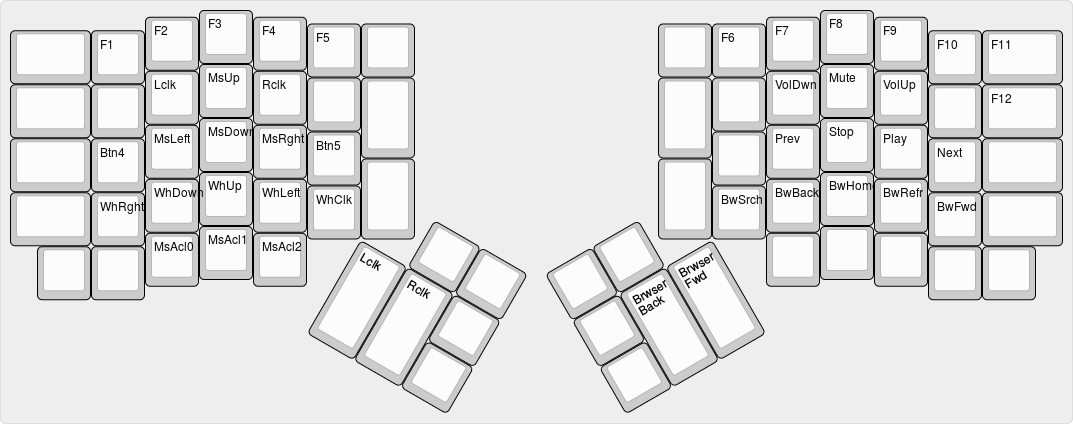 F1 F2 F3 F4 F5
F6 F7 F8 F9 F10 F11
Lclk MsUp Rclk
VolDwn Mute VolUp F12
Btn4 MsLeft MsDown MsRght Btn5
Prev Stop Play Next
WhRght WhDown WhUp WhLeft WhClk
BwSrch BwBack BwHome BwRefr BwFwd
MsAcl0 MsAcl1 MsAcl2
Lclk
Rclk
Brwser
Back
Brwser
Fwd